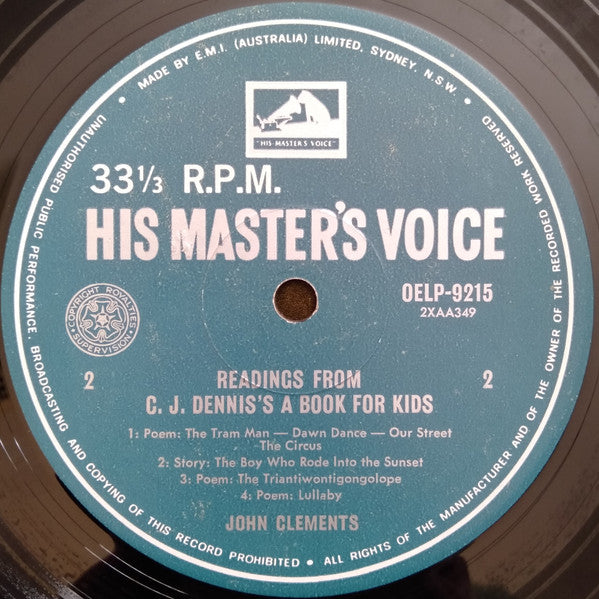 • MADE BY E.M.I. (AUSTRALIA) LIMITED. SYDNEY. N.S.W. •
"HIS MASTER'S VOICE"
33⅓ R.P.M.
HIS MASTER'S VOICE
OELP-9215
2XAA349
COPYRIGHT ROYALTIES
SUPERVISION
2
2
READINGS FROM
C. J. DENNIS'S A BOOK FOR KIDS
1: Poem: The Tram Man — Dawn Dance — Our Street
The Circus
2: Story: The Boy Who Rode Into the Sunset
3: Poem: The Triantiwontigongolope
4: Poem: Lullaby
JOHN CLEMENTS
UNAUTHORISED PUBLIC PERFORMANCE. BROADCASTING AND COPYING OF THIS RECORD PROHIBITED • ALL RIGHTS OF THE MANUFACTURER AND OF THE OWNER OF THE RECORDED WORK RESERVED